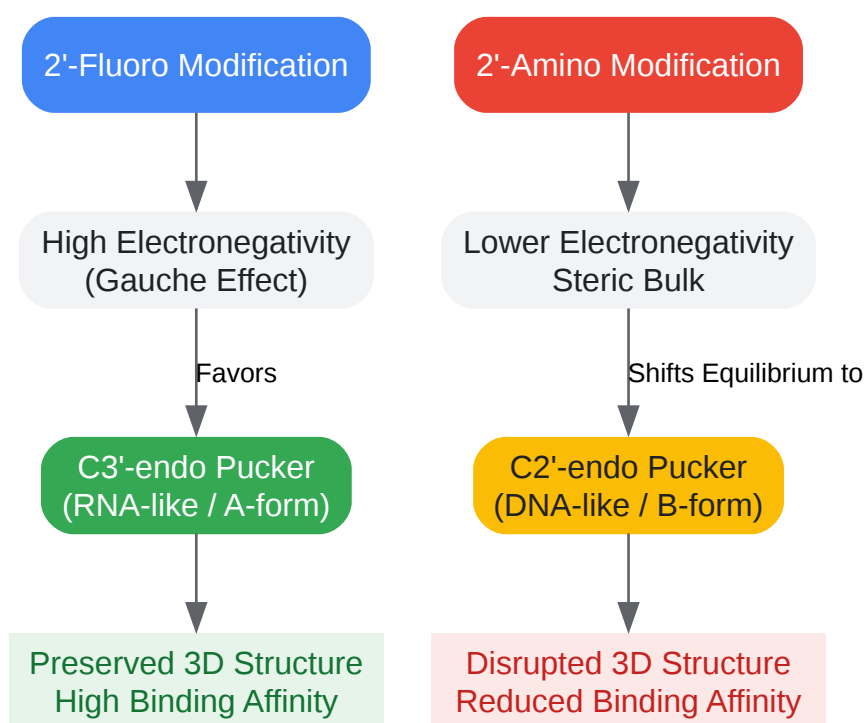 2'-Fluoro Modification
High Electronegativity
(Gauche Effect)
Favors
C3'-endo Pucker
(RNA-like / A-form)
Preserved 3D Structure
High Binding Affinity
2'-Amino Modification
Lower Electronegativity
Steric Bulk
Shifts Equilibrium to
C2'-endo Pucker
(DNA-like / B-form)
Disrupted 3D Structure
Reduced Binding Affinity